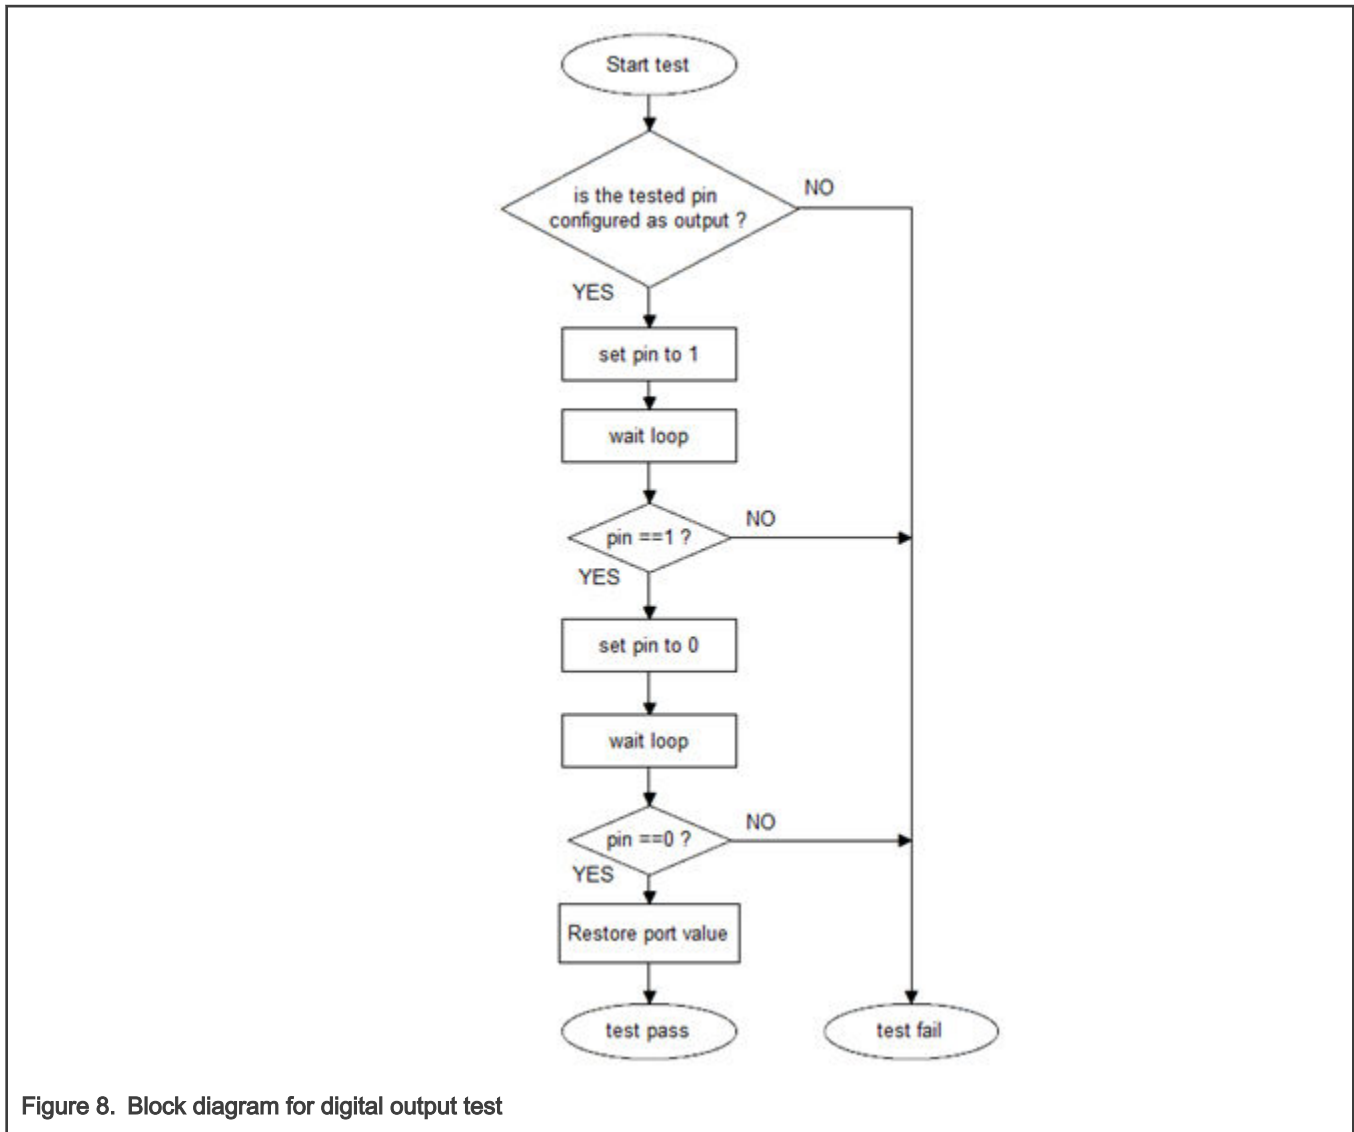 Start test
is the tested pin
configured as output ?
NO
YES
set pin to 1
wait loop
pin ==1 ?
NO
YES
set pin to 0
wait loop
pin ==0 ?
NO
YES
Restore port value
test pass
test fail
Figure 8. Block diagram for digital output test